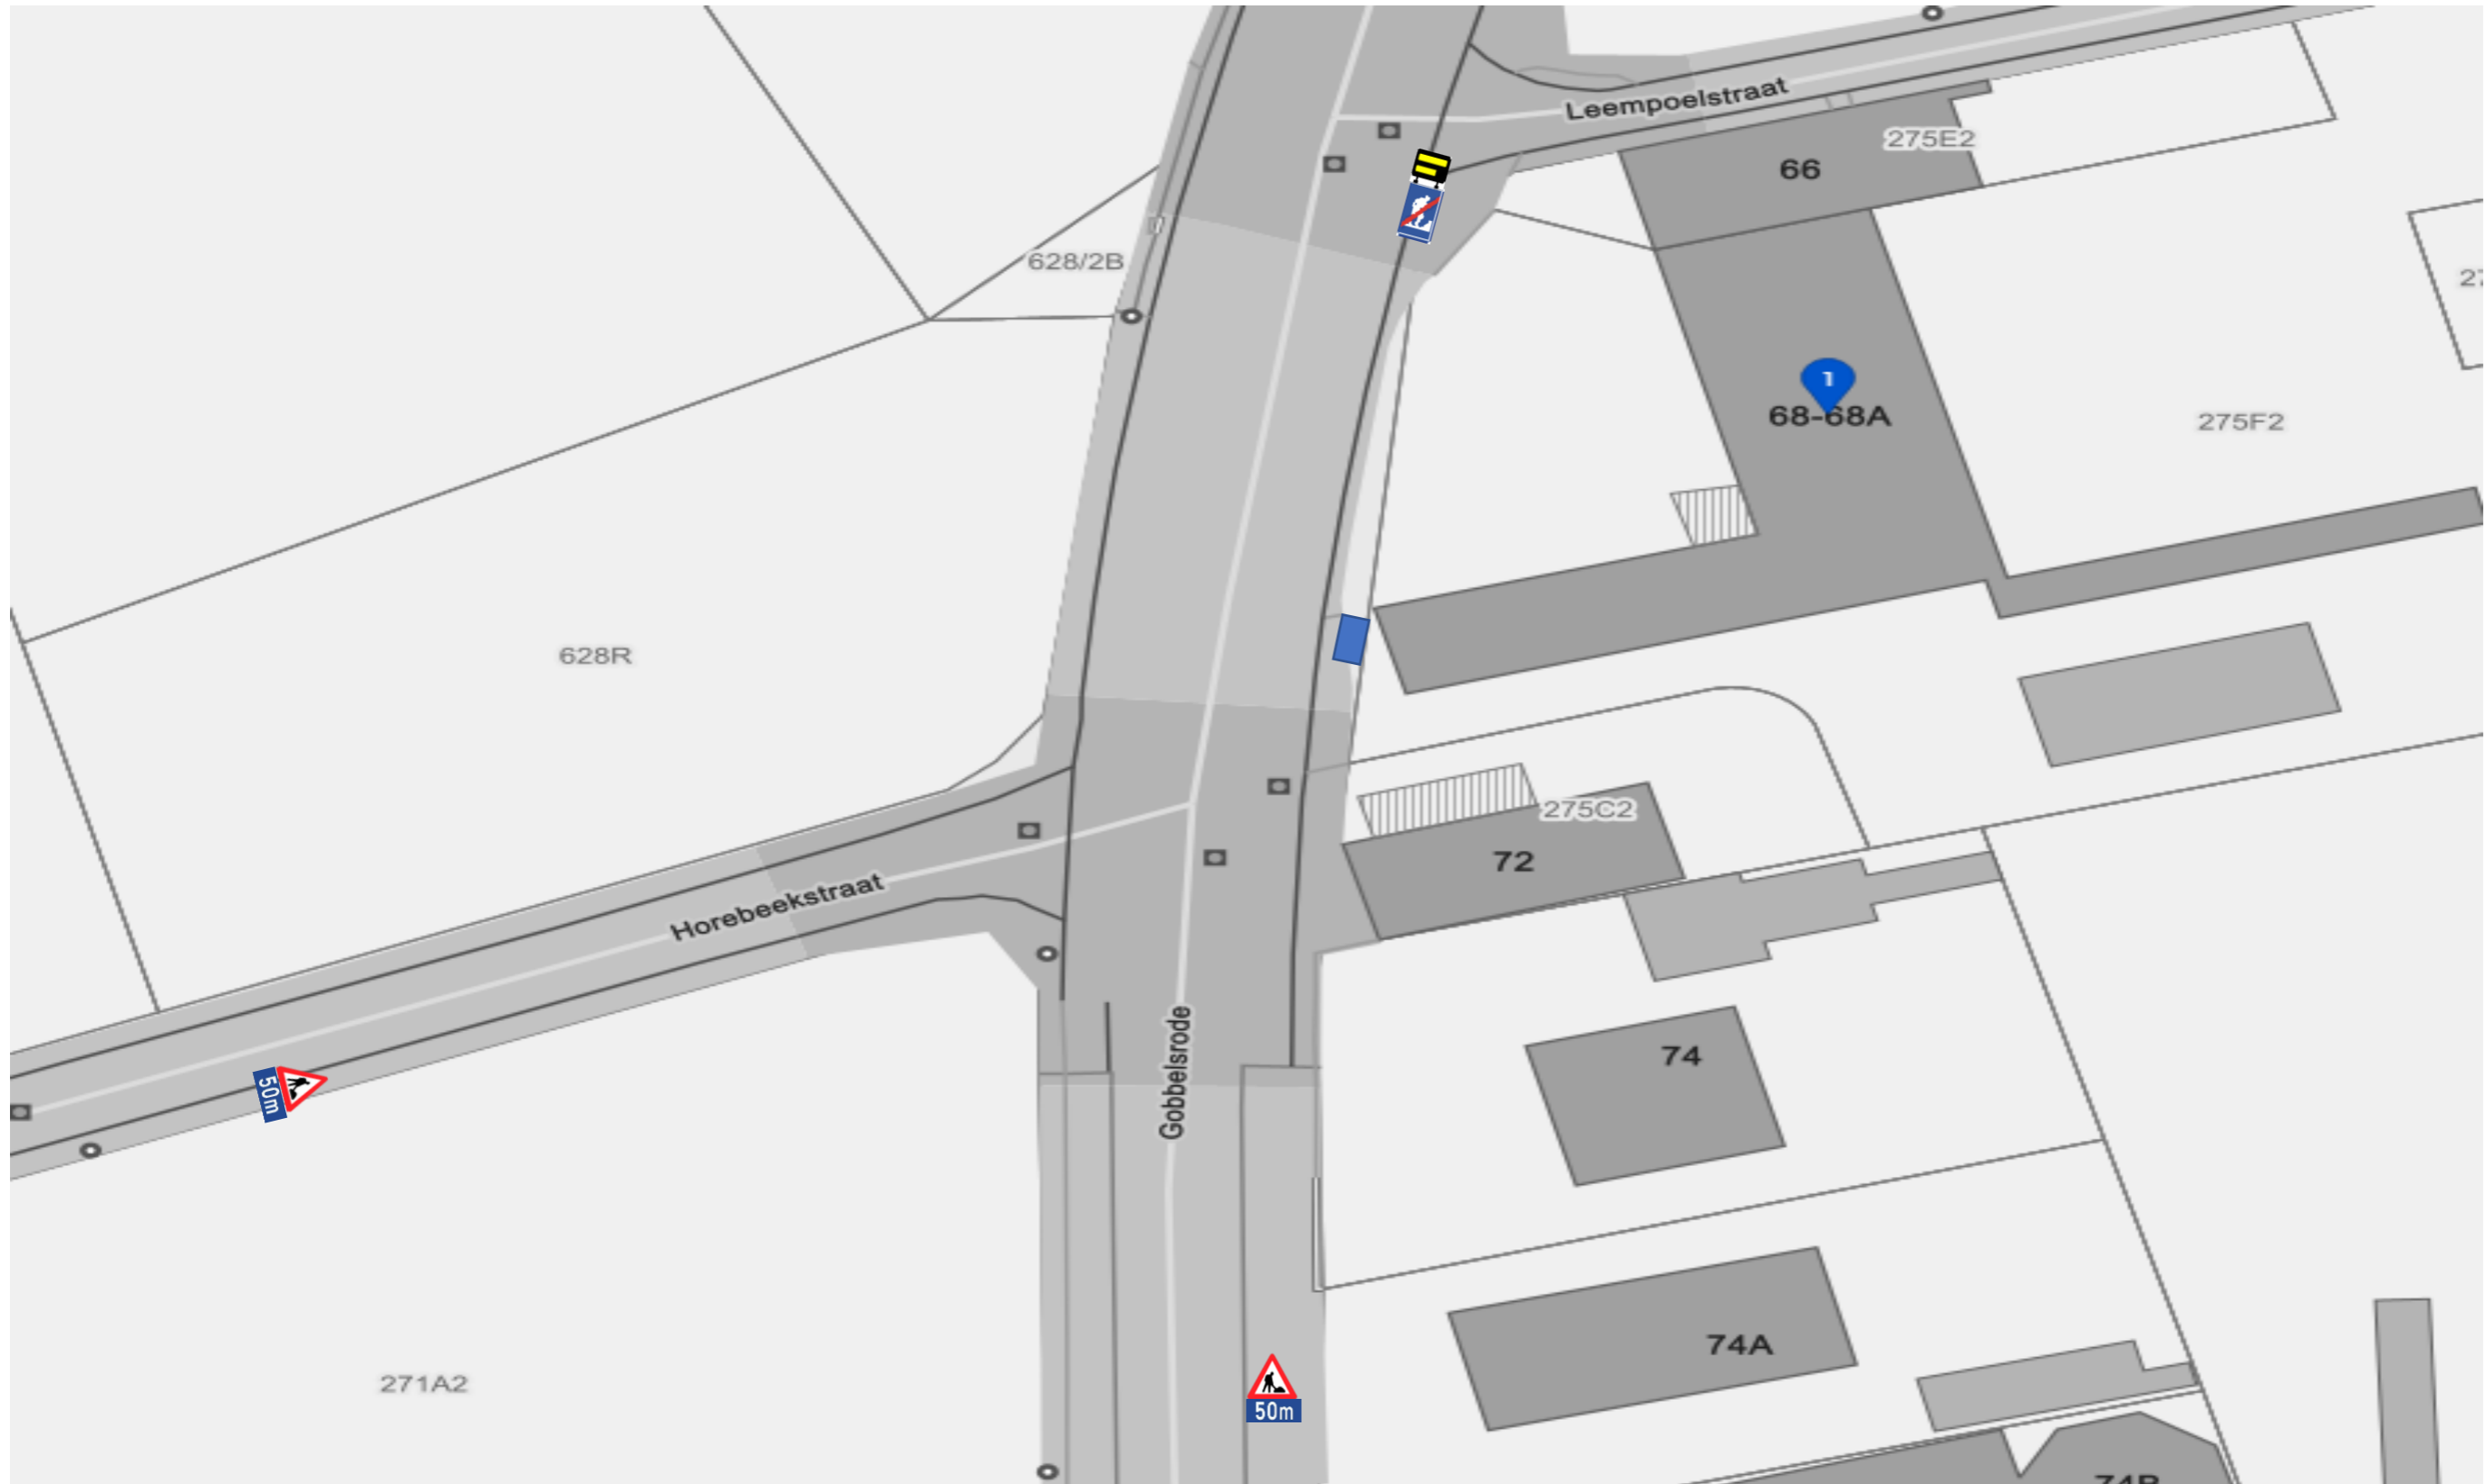 Leempoelstraat
275E2
66
628/2B
1
68-68A
275F2
628R
275C2
72
Horebeekstraat
Gobbelsrode
74
50m
74A
271A2
50m